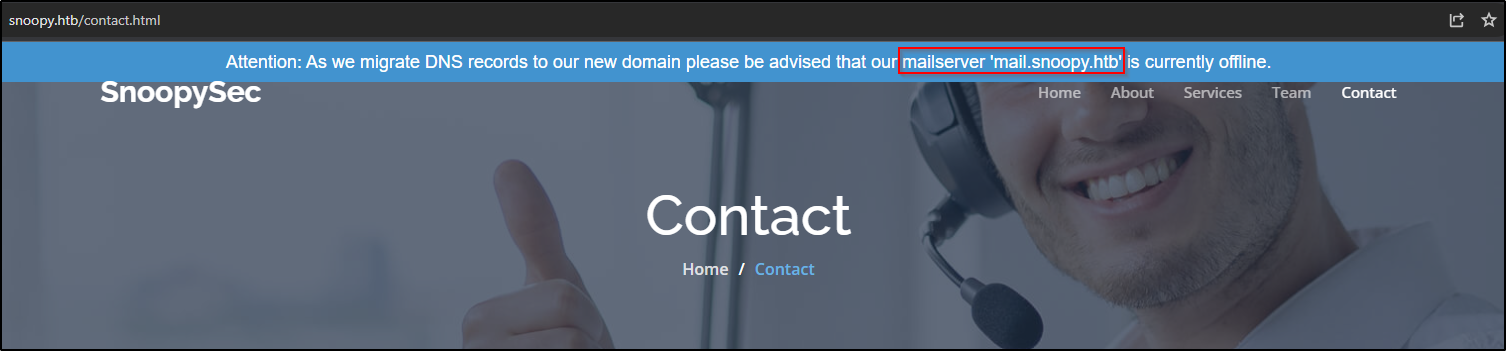 snoopy.htb/contact.html
Attention: As we migrate DNS records to our new domain please be advised that our mailserver 'mail.snoopy.htb' is currently offline.
SnoopySec
Home About Services Team Contact
Contact
Home / Contact